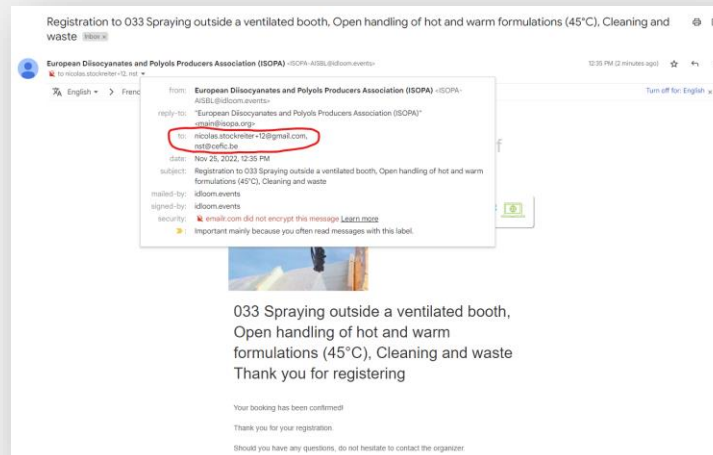 Registration to 033 Spraying outside a ventilated booth, Open handling of hot and warm formulations (45°C), Cleaning and
waste Inbox x
European Diisocyanates and Polyols Producers Association (ISOPA) <ISOPA-AISBL@idloom.events>
12:35 PM (2 minutes ago)
to nicolas.stockreiter+12, nst
English > Frenc
Turn off for: English x
from: European Diisocyanates and Polyols Producers Association (ISOPA) <ISOPA-
AISBL@idloom.events>
reply-to: "European Diisocyanates and Polyols Producers Association (ISOPA)"
<main@isopa.org>
to: nicolas.stockreiter+12@gmail.com,
nst@cefic.be
date: Nov 25, 2022, 12:35 PM
subject: Registration to 033 Spraying outside a ventilated booth, Open handling of hot and warm
formulations (45°C), Cleaning and waste
mailed-by: idloom.events
signed-by: idloom.events
security: emailr.com did not encrypt this message Learn more
Important mainly because you often read messages with this label.
033 Spraying outside a ventilated booth,
Open handling of hot and warm
formulations (45°C), Cleaning and waste
Thank you for registering
Your booking has been confirmed!
Thank you for your registration.
Should you have any questions, do not hesitate to contact the organizer.